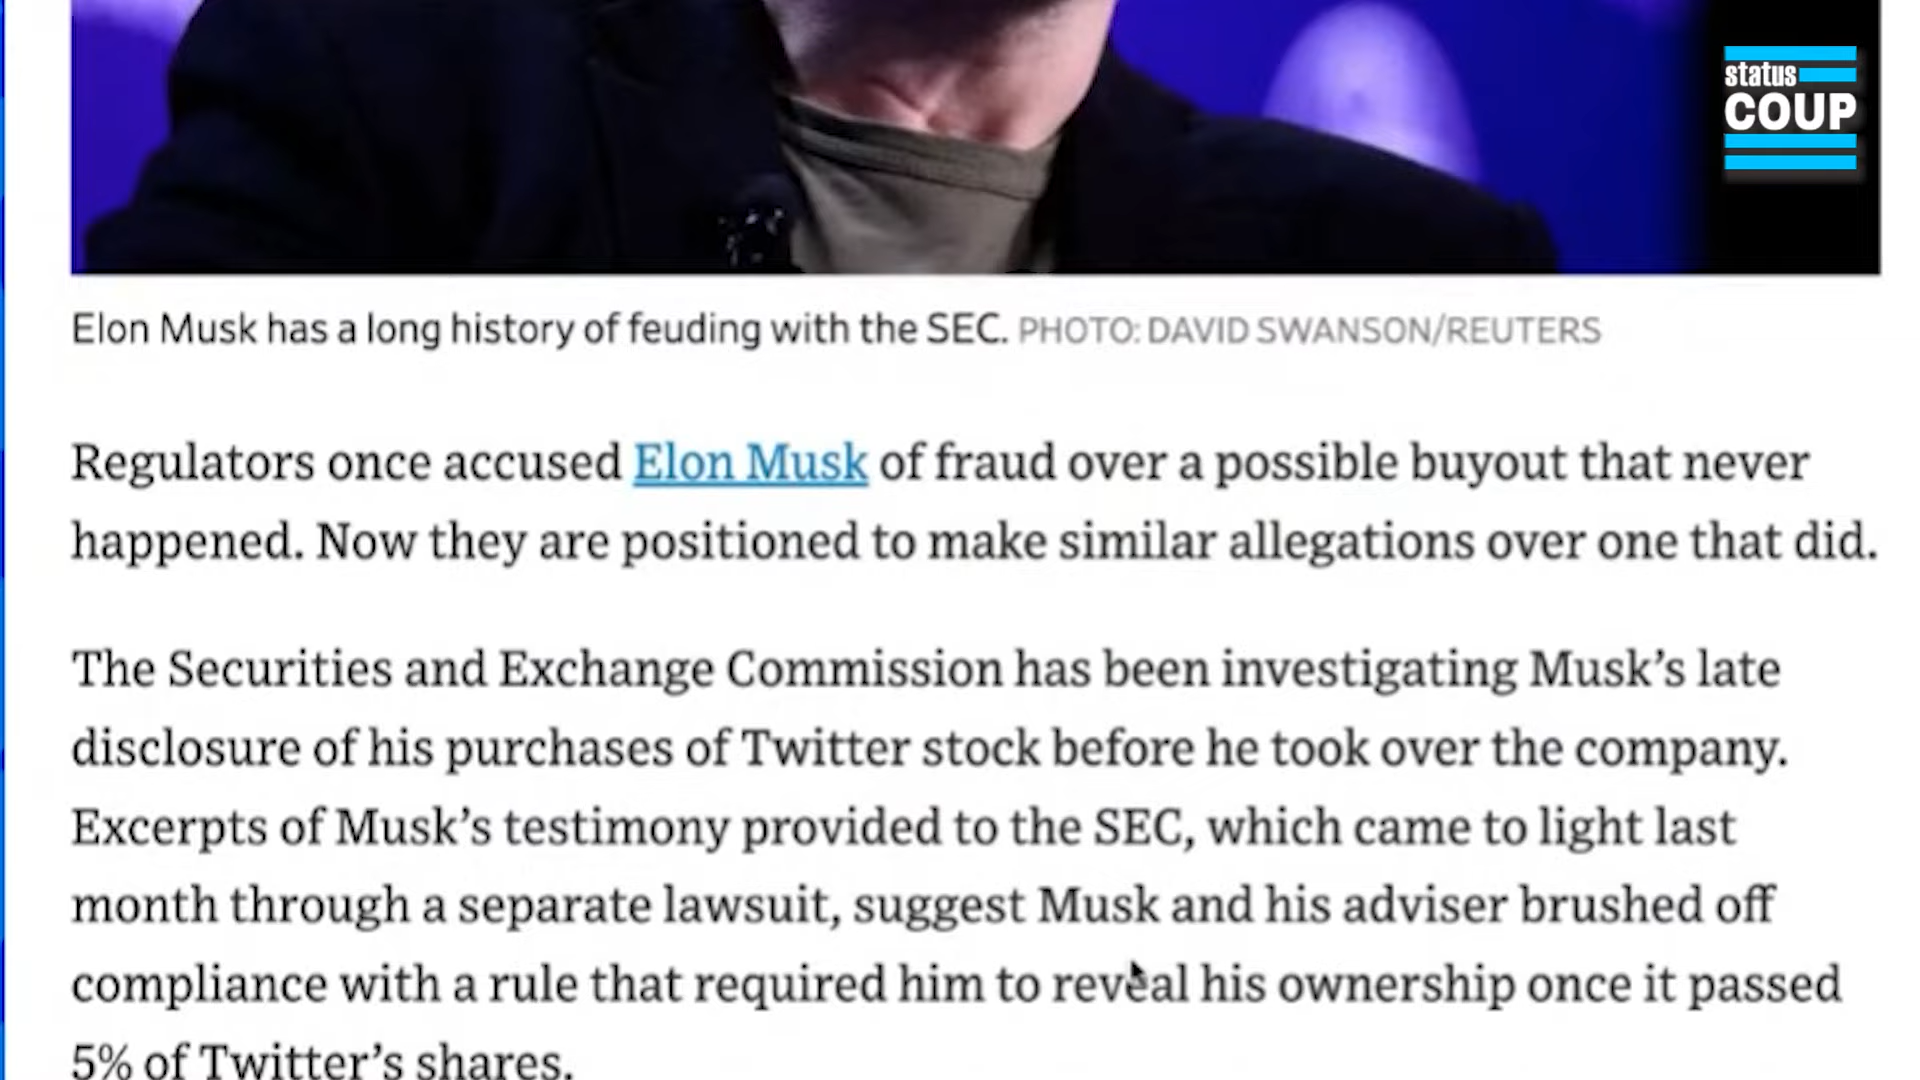 status
COUP
Elon Musk has a long history of feuding with the SEC. PHOTO: DAVID SWANSON/REUTERS
Regulators once accused Elon Musk of fraud over a possible buyout that never
happened. Now they are positioned to make similar allegations over one that did.
The Securities and Exchange Commission has been investigating Musk’s late
disclosure of his purchases of Twitter stock before he took over the company.
Excerpts of Musk’s testimony provided to the SEC, which came to light last
month through a separate lawsuit, suggest Musk and his adviser brushed off
compliance with a rule that required him to reveal his ownership once it passed
5% of Twitter’s shares.